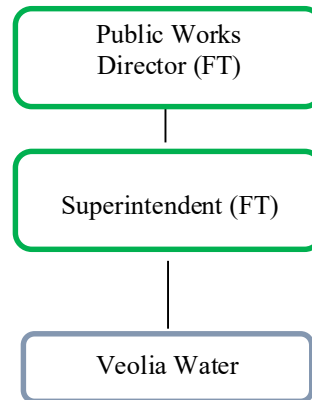 Public Works
Director (FT)
Superintendent (FT)
Veolia Water